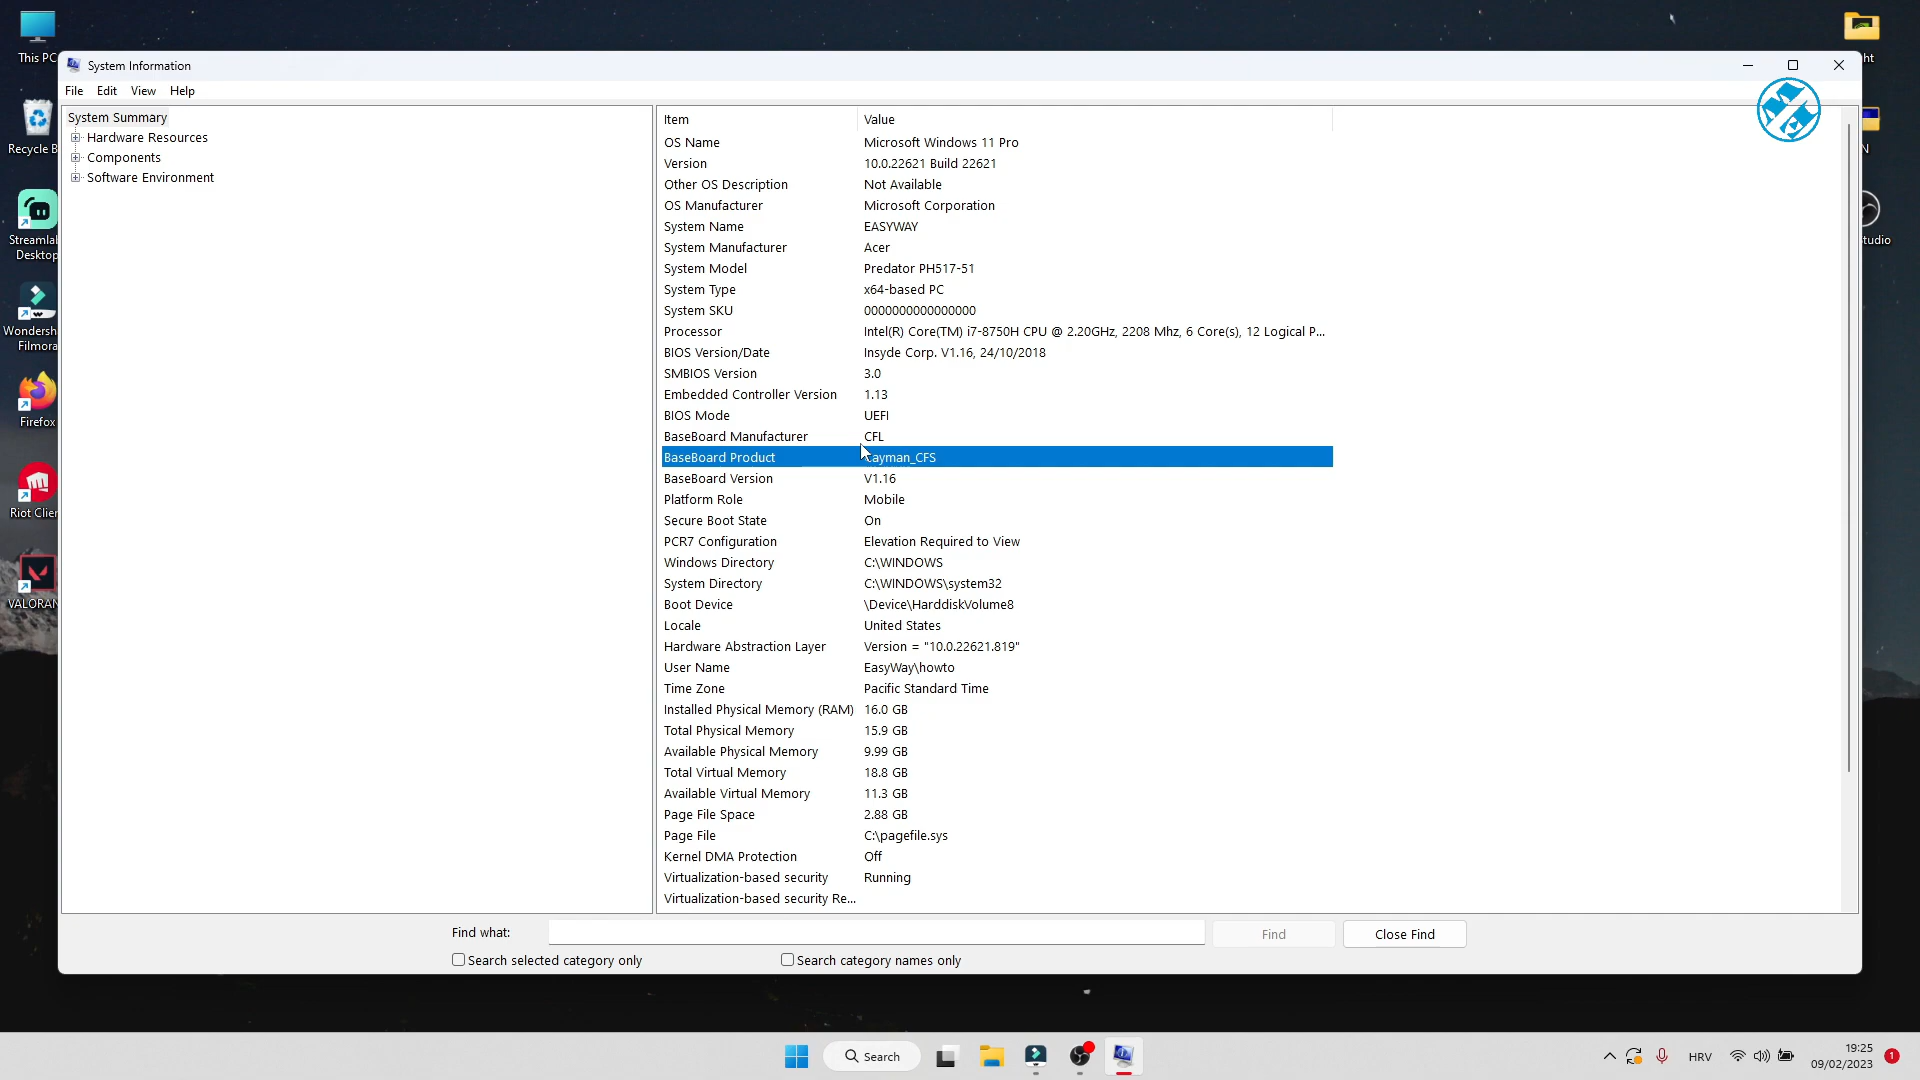 This PC
System Information
File Edit View Help
System Summary
Hardware Resources
Components
Software Environment
Item Value
OS Name Microsoft Windows 11 Pro
Version 10.0.22621 Build 22621
Other OS Description Not Available
OS Manufacturer Microsoft Corporation
System Name EASYWAY
System Manufacturer Acer
System Model Predator PH517-51
System Type x64-based PC
System SKU 0000000000000000
Processor Intel(R) Core(TM) i7-8750H CPU @ 2.20GHz, 2208 Mhz, 6 Core(s), 12 Logical P...
BIOS Version/Date Insyde Corp. V1.16, 24/10/2018
SMBIOS Version 3.0
Embedded Controller Version 1.13
BIOS Mode UEFI
BaseBoard Manufacturer CFL
BaseBoard Product Cayman_CFS
BaseBoard Version V1.16
Platform Role Mobile
Secure Boot State On
PCR7 Configuration Elevation Required to View
Windows Directory C:\WINDOWS
System Directory C:\WINDOWS\system32
Boot Device \Device\HarddiskVolume8
Locale United States
Hardware Abstraction Layer Version = "10.0.22621.819"
User Name EasyWay\howto
Time Zone Pacific Standard Time
Installed Physical Memory (RAM) 16.0 GB
Total Physical Memory 15.9 GB
Available Physical Memory 9.99 GB
Total Virtual Memory 18.8 GB
Available Virtual Memory 11.3 GB
Page File Space 2.88 GB
Page File C:\pagefile.sys
Kernel DMA Protection Off
Virtualization-based security Running
Virtualization-based security Re...
Find what: Find Close Find
Search selected category only Search category names only
Recycle B
Streamlab
Desktop
Wondersh
Filmora
Firefox
Riot Clien
VALORAN
ht
N
tudio
Search
HRV
19:25
09/02/2023
1